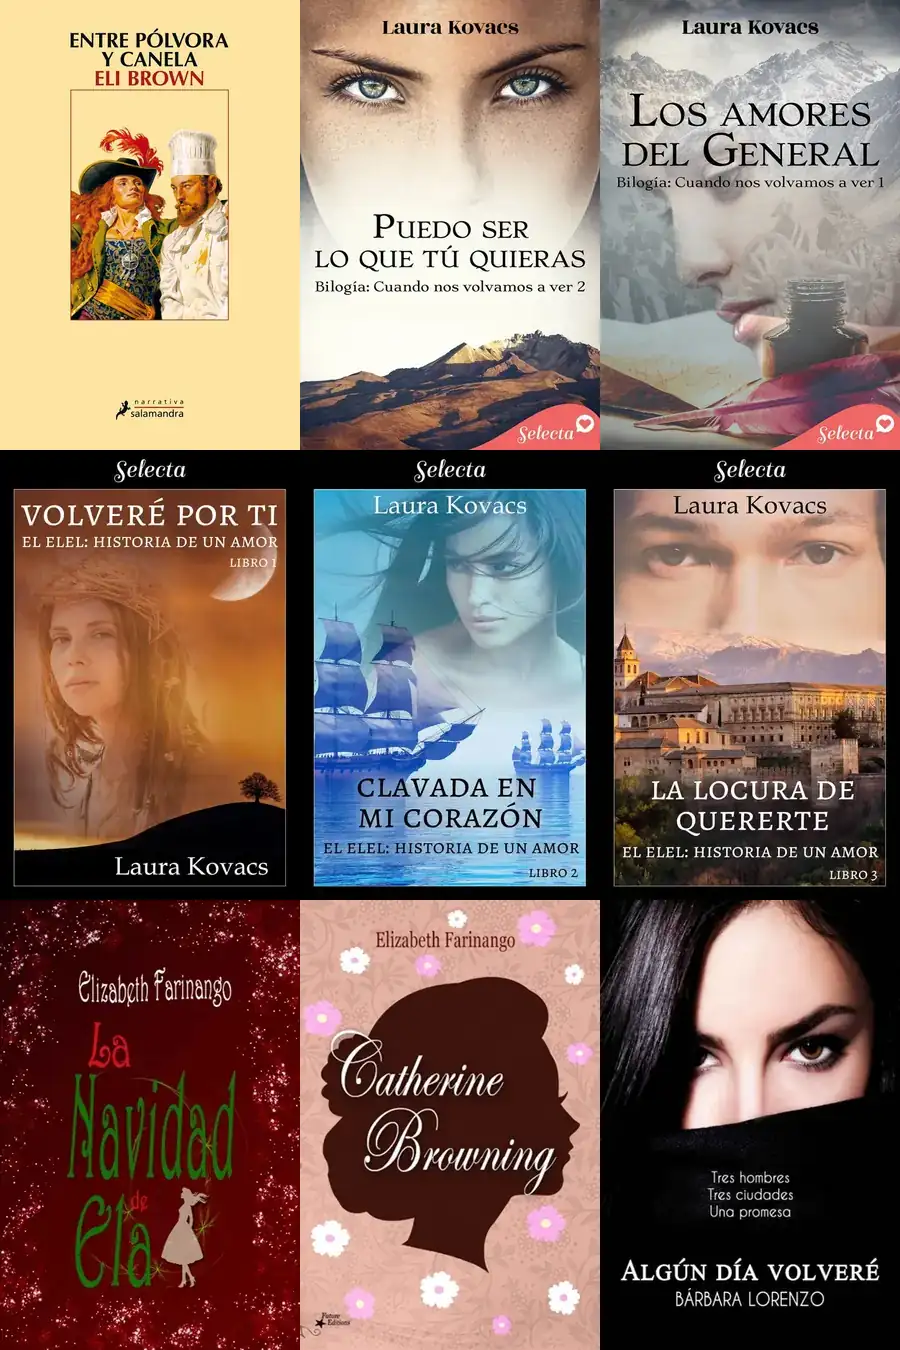 ENTRE PÓLVORA
Y CANELA
ELI BROWN
narrativa
salamandra
Laura Kovacs
PUEDO SER
LO QUE TÚ QUIERAS
Bilogía: Cuando nos volvamos a ver 2
Selecta
Laura Kovacs
LOS AMORES
DEL GENERAL
Bilogía: Cuando nos volvamos a ver 1
Selecta
Selecta
VOLVERÉ POR TI
EL ELEL: HISTORIA DE UN AMOR
LIBRO 1
Laura Kovacs
Selecta
Laura Kovacs
CLAVADA EN
MI CORAZÓN
EL ELEL: HISTORIA DE UN AMOR
LIBRO 2
Selecta
Laura Kovacs
LA LOCURA DE
QUERERTE
EL ELEL: HISTORIA DE UN AMOR
LIBRO 3
Elizabeth Farinango
La
Navidad
de
Ela
Elizabeth Farinango
Catherine
Browning
Future
Editions
Tres hombres
Tres ciudades
Una promesa
ALGÚN DÍA VOLVERÉ
BÁRBARA LORENZO